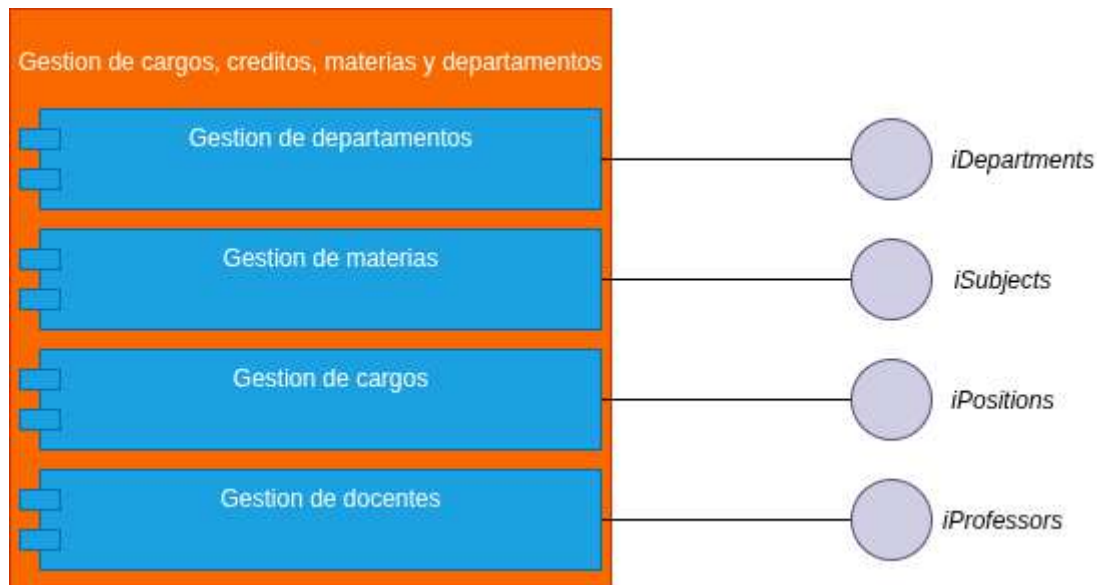 Gestion de cargos, creditos, materias y departamentos
Gestion de departamentos
iDepartments
Gestion de materias
iSubjects
Gestion de cargos
iPositions
Gestion de docentes
iProfessors